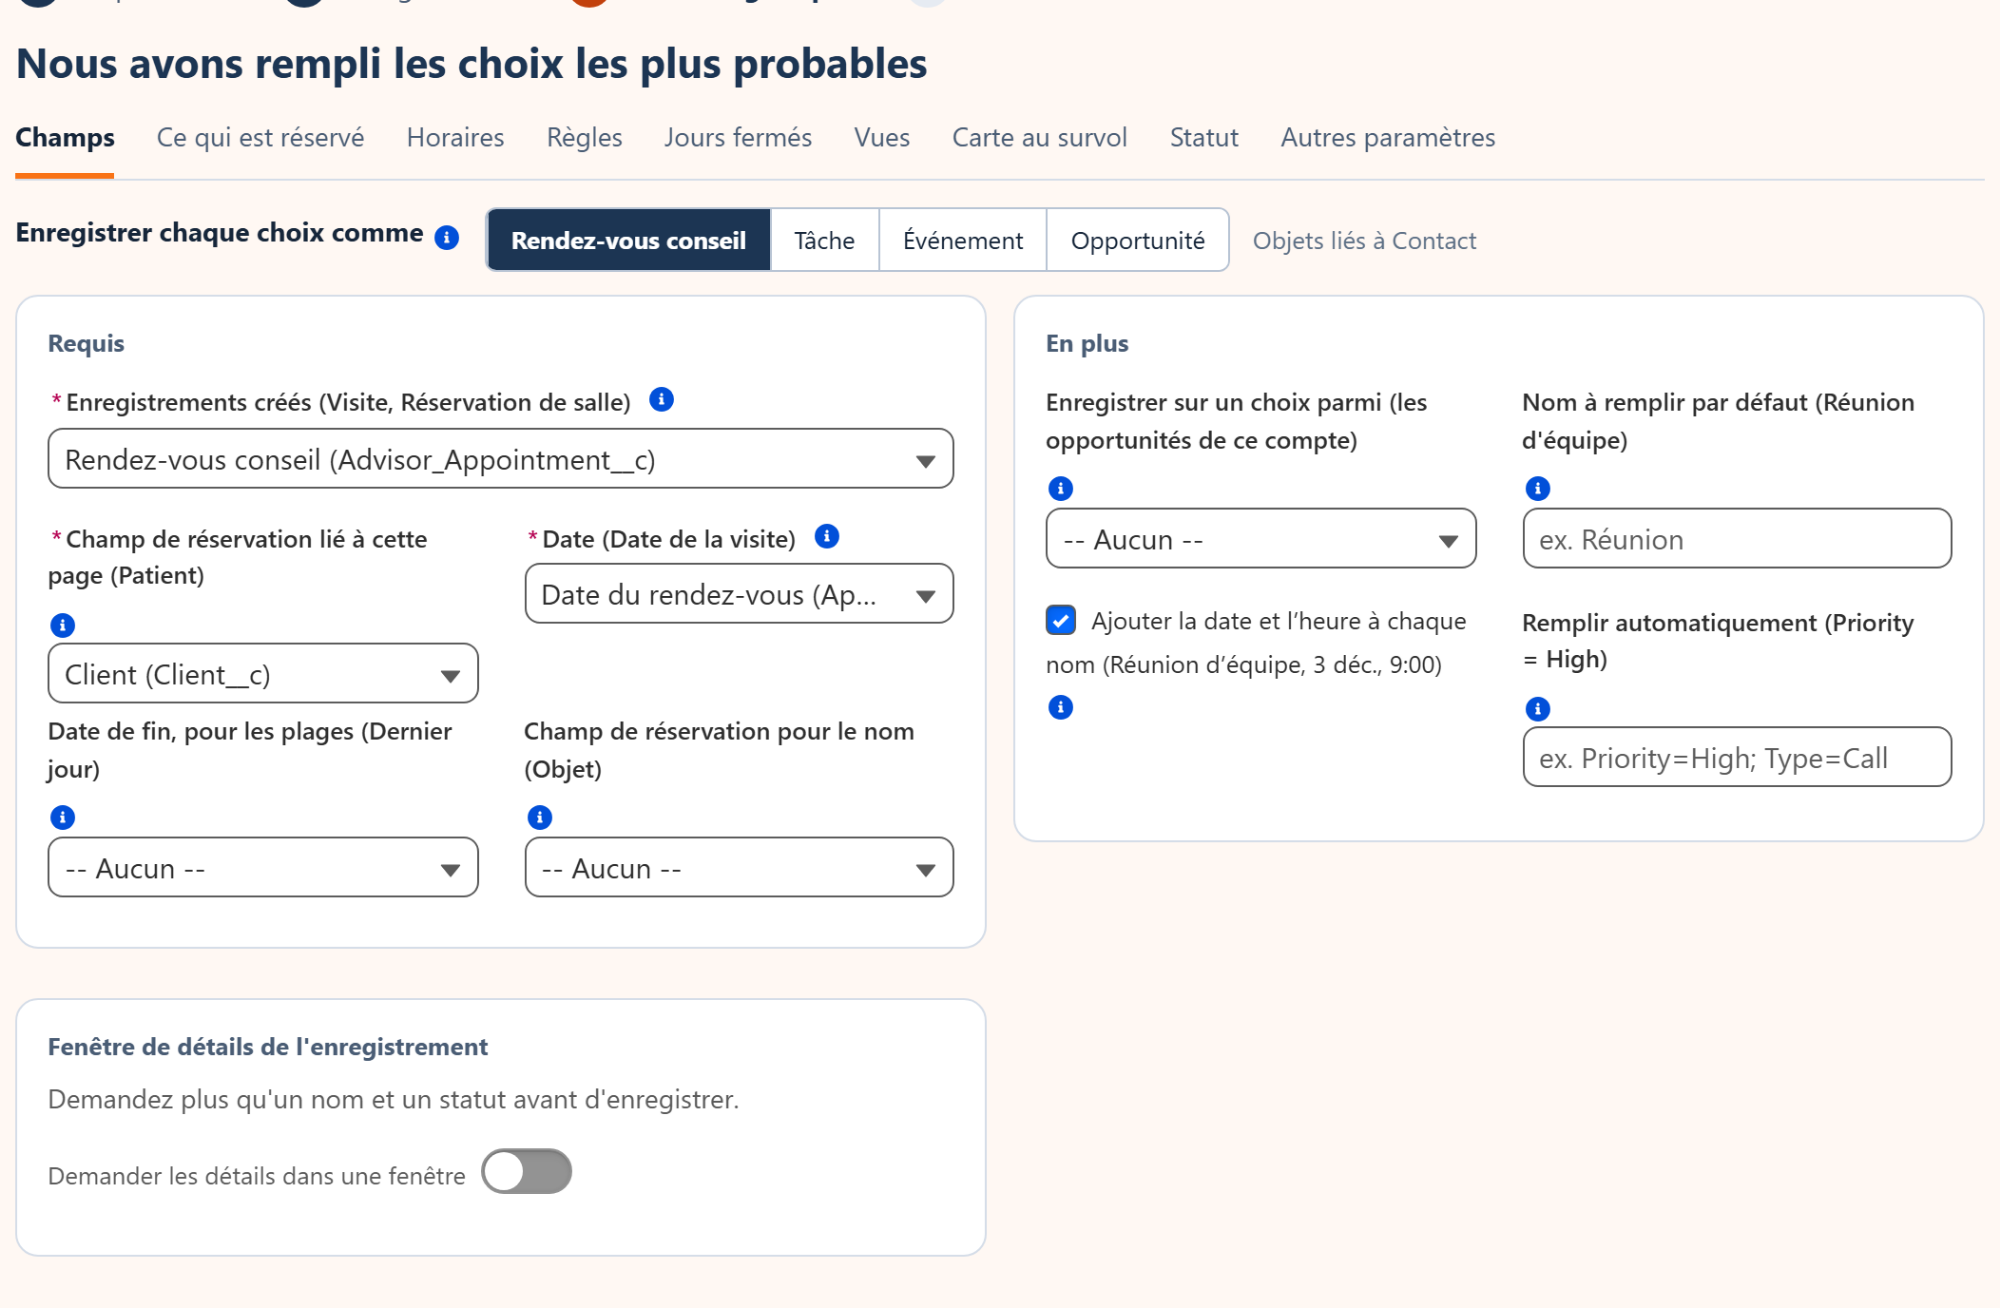 Nous avons rempli les choix les plus probables
Champs
Ce qui est réservé
Horaires
Règles
Jours fermés
Vues
Carte au survol
Statut
Autres paramètres
Enregistrer chaque choix comme
Rendez-vous conseil
Tâche
Événement
Opportunité
Objets liés à Contact
Requis
*Enregistrements créés (Visite, Réservation de salle)
Rendez-vous conseil (Advisor_Appointment__c)
*Champ de réservation lié à cette
page (Patient)
Client (Client__c)
*Date (Date de la visite)
Date du rendez-vous (Ap...
Date de fin, pour les plages (Dernier
jour)
-- Aucun --
Champ de réservation pour le nom
(Objet)
-- Aucun --
En plus
Enregistrer sur un choix parmi (les
opportunités de ce compte)
-- Aucun --
Nom à remplir par défaut (Réunion
d'équipe)
ex. Réunion
Ajouter la date et l’heure à chaque
nom (Réunion d’équipe, 3 déc., 9:00)
Remplir automatiquement (Priority
= High)
ex. Priority=High; Type=Call
Fenêtre de détails de l'enregistrement
Demandez plus qu'un nom et un statut avant d'enregistrer.
Demander les détails dans une fenêtre